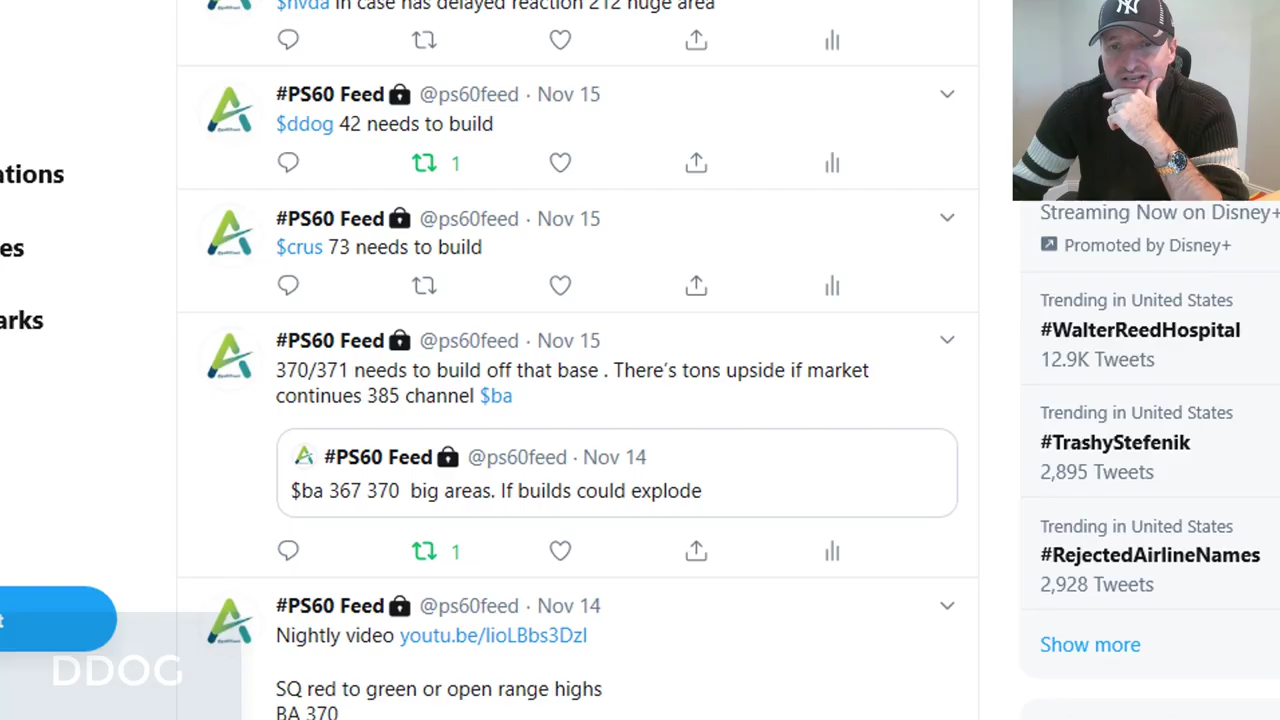 $nvda in case has delayed reaction 212 huge area
#PS60 Feed @ps60feed · Nov 15
$ddog 42 needs to build
1
#PS60 Feed @ps60feed · Nov 15
$crus 73 needs to build
#PS60 Feed @ps60feed · Nov 15
370/371 needs to build off that base . There's tons upside if market
continues 385 channel $ba
#PS60 Feed @ps60feed · Nov 14
$ba 367 370 big areas. If builds could explode
1
#PS60 Feed @ps60feed · Nov 14
Nightly video youtu.be/lioLBbs3DzI
SQ red to green or open range highs
BA 370
ations
es
arks
t
DDOG
NY
Streaming Now on Disney+
Promoted by Disney+
Trending in United States
#WalterReedHospital
12.9K Tweets
Trending in United States
#TrashyStefenik
2,895 Tweets
Trending in United States
#RejectedAirlineNames
2,928 Tweets
Show more